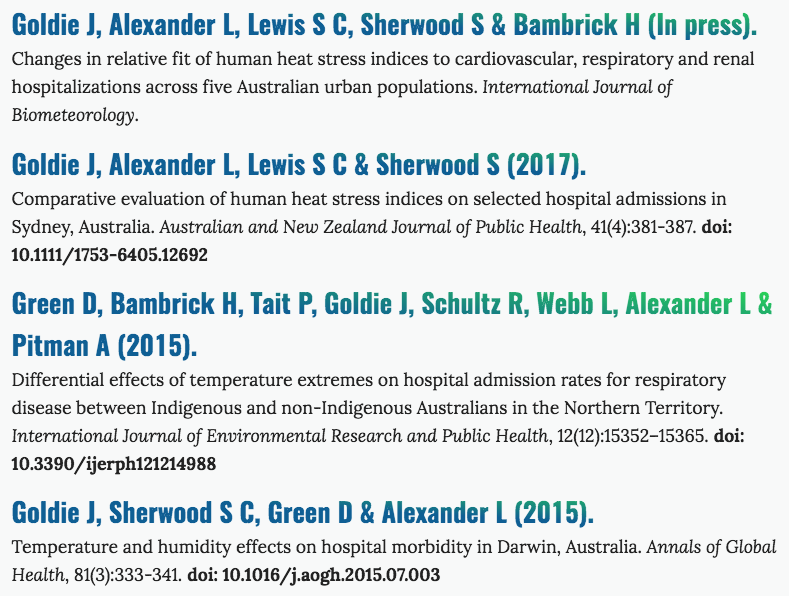 Goldie J, Alexander L, Lewis S C, Sherwood S & Bambrick H (In press).
Changes in relative fit of human heat stress indices to cardiovascular, respiratory and renal
hospitalizations across five Australian urban populations. International Journal of
Biometeorology.
Goldie J, Alexander L, Lewis S C & Sherwood S (2017).
Comparative evaluation of human heat stress indices on selected hospital admissions in
Sydney, Australia. Australian and New Zealand Journal of Public Health, 41(4):381-387. doi:
10.1111/1753-6405.12692
Green D, Bambrick H, Tait P, Goldie J, Schultz R, Webb L, Alexander L &
Pitman A (2015).
Differential effects of temperature extremes on hospital admission rates for respiratory
disease between Indigenous and non-Indigenous Australians in the Northern Territory.
International Journal of Environmental Research and Public Health, 12(12):15352–15365. doi:
10.3390/ijerph121214988
Goldie J, Sherwood S C, Green D & Alexander L (2015).
Temperature and humidity effects on hospital morbidity in Darwin, Australia. Annals of Global
Health, 81(3):333-341. doi: 10.1016/j.aogh.2015.07.003